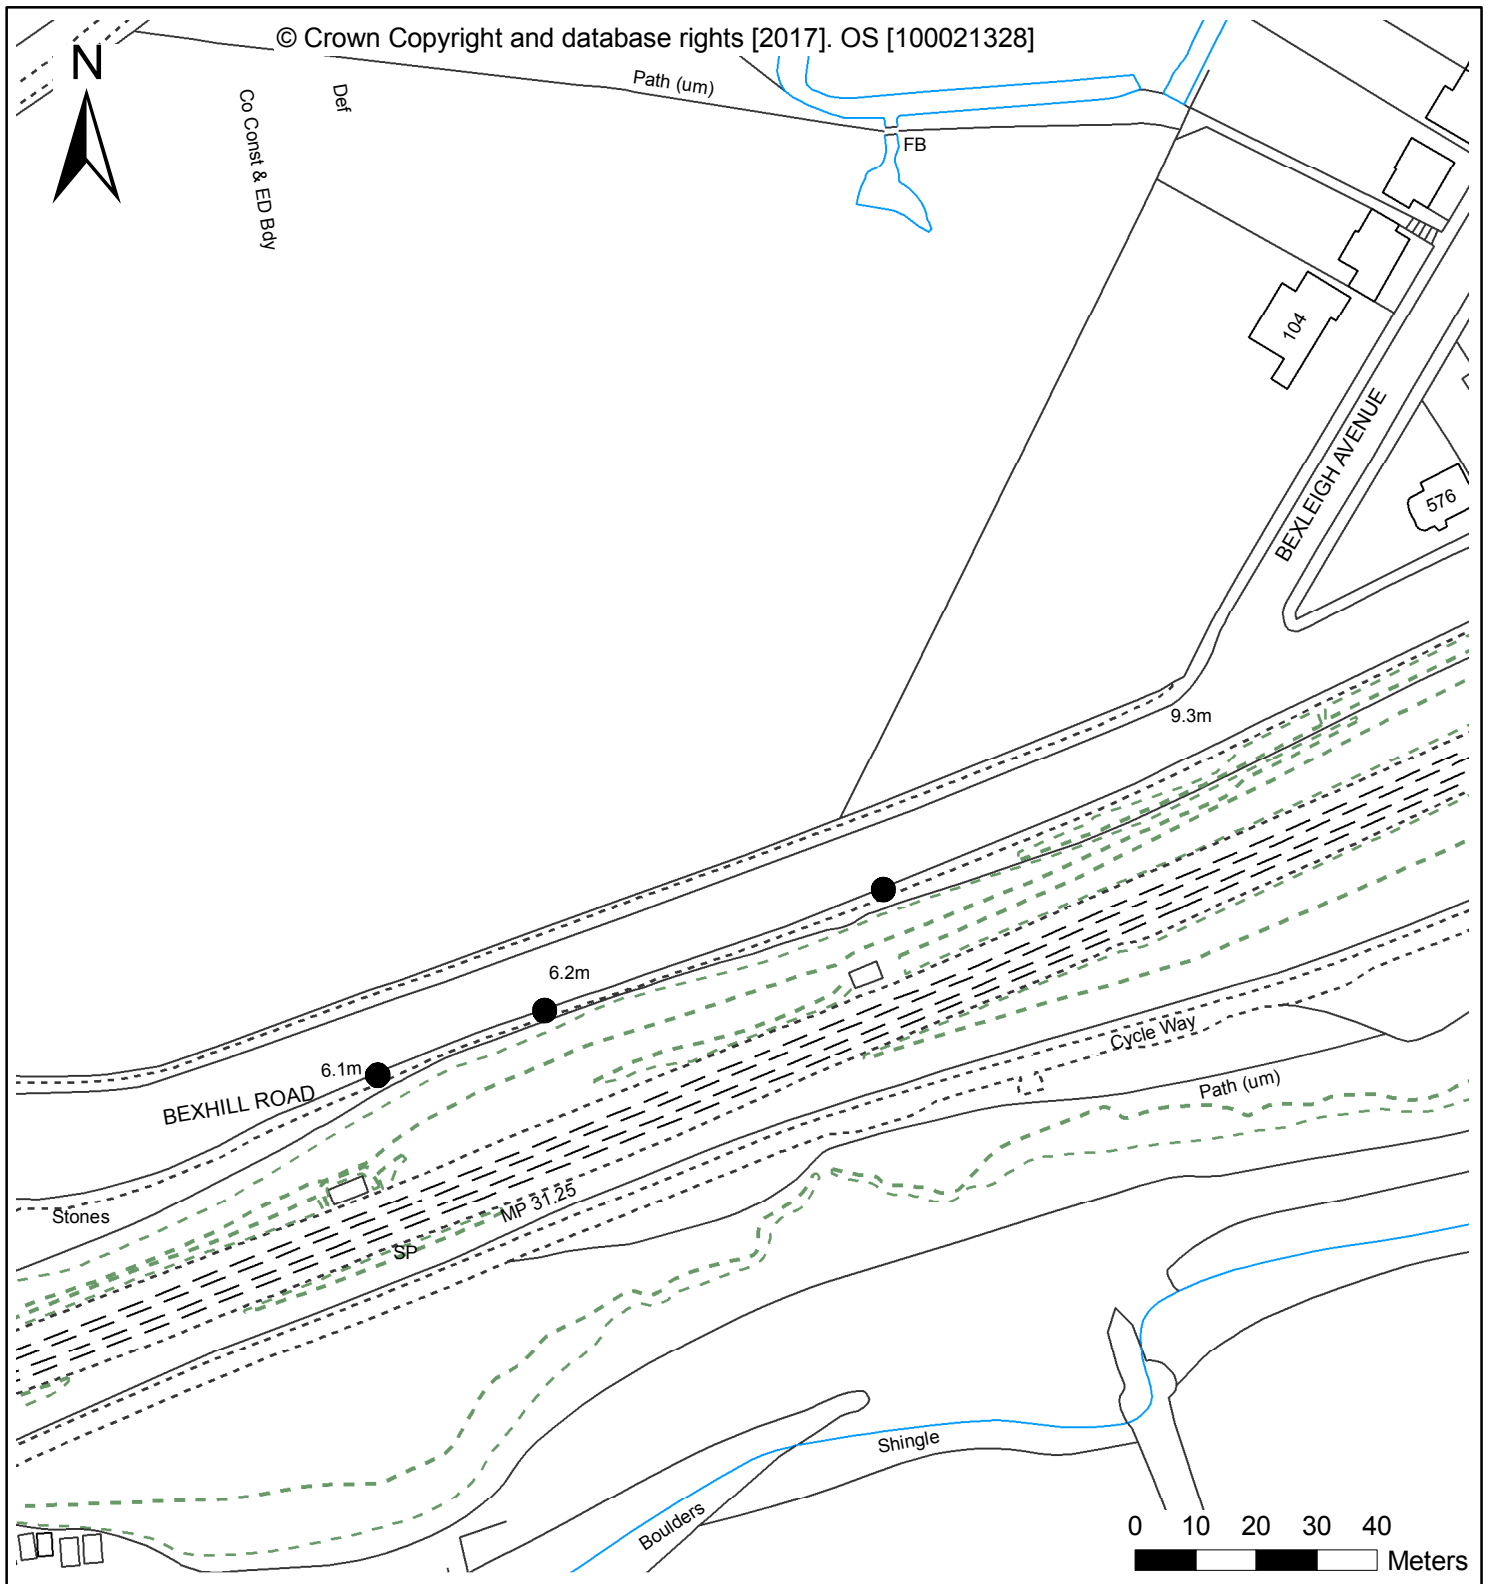 © Crown Copyright and database rights [2017]. OS [100021328]
N
Path (um)
Def
Co Const & ED Bdy
FB
104
BEXLEIGH AVENUE
576
9.3m
6.2m
6.1m
BEXHILL ROAD
Cycle Way
Path (um)
MP 31.25
Stones
SP
Shingle
Boulders
0 10 20 30 40
Meters